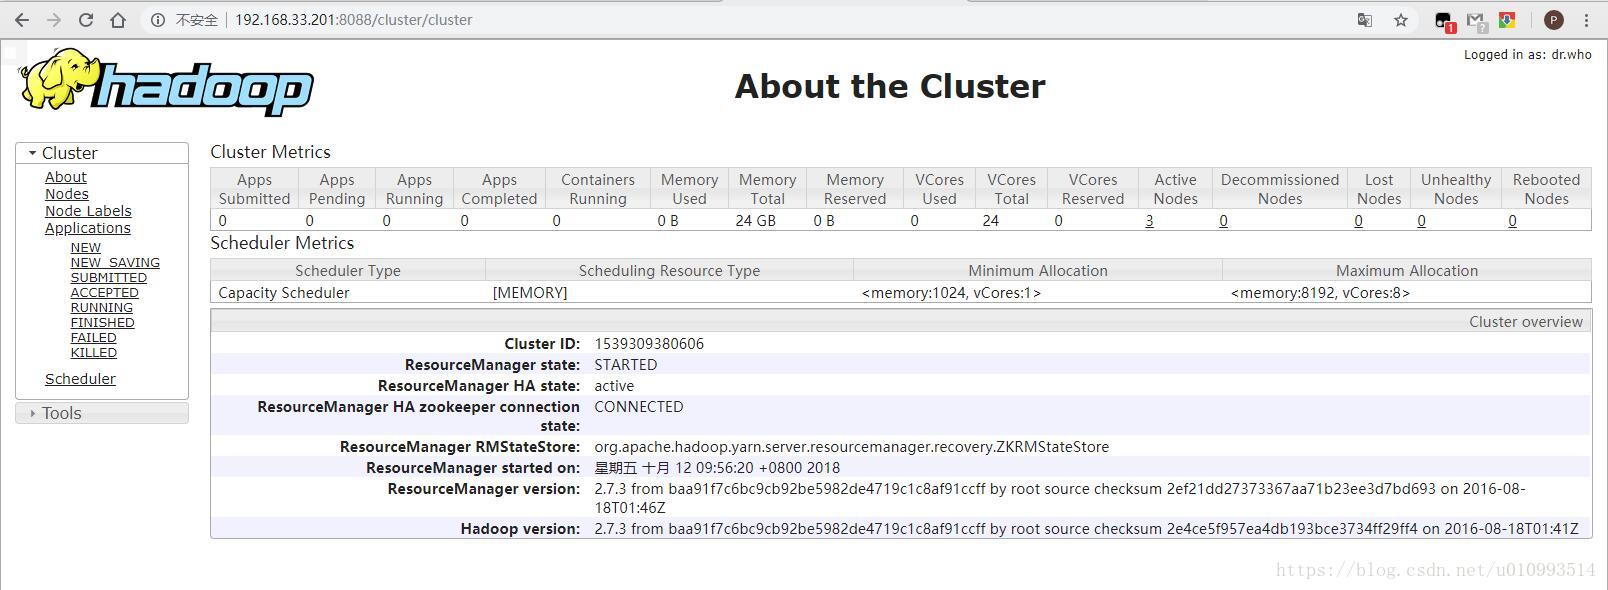 不安全 192.168.33.201:8088/cluster/cluster
1
?
P
Logged in as: dr.who
hadoop
About the Cluster
Cluster
About
Nodes
Node Labels
Applications
NEW
NEW_SAVING
SUBMITTED
ACCEPTED
RUNNING
FINISHED
FAILED
KILLED
Scheduler
Tools
Cluster Metrics
Apps Submitted Apps Pending Apps Running Apps Completed Containers Running Memory Used Memory Total Memory Reserved VCores Used VCores Total VCores Reserved Active Nodes Decommissioned Nodes Lost Nodes Unhealthy Nodes Rebooted Nodes
0 0 0 0 0 0 B 24 GB 0 B 0 24 0 3 0 0 0 0
Scheduler Metrics
Scheduler Type Scheduling Resource Type Minimum Allocation Maximum Allocation
Capacity Scheduler [MEMORY] <memory:1024, vCores:1> <memory:8192, vCores:8>
Cluster overview
Cluster ID: 1539309380606
ResourceManager state: STARTED
ResourceManager HA state: active
ResourceManager HA zookeeper connection state: CONNECTED
ResourceManager RMStateStore: org.apache.hadoop.yarn.server.resourcemanager.recovery.ZKRMStateStore
ResourceManager started on: 星期五 十月 12 09:56:20 +0800 2018
ResourceManager version: 2.7.3 from baa91f7c6bc9cb92be5982de4719c1c8af91ccff by root source checksum 2ef21dd27373367aa71b23ee3d7bd693 on 2016-08-
18T01:46Z
Hadoop version: 2.7.3 from baa91f7c6bc9cb92be5982de4719c1c8af91ccff by root source checksum 2e4ce5f957ea4db193bce3734ff29ff4 on 2016-08-18T01:41Z
https://blog.csdn.net/u010993514